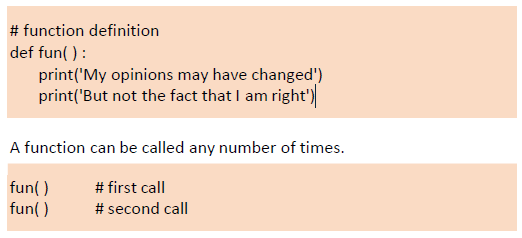 # function definition
def fun( ) :
print('My opinions may have changed')
print('But not the fact that I am right')
A function can be called any number of times.
fun( ) # first call
fun( ) # second call